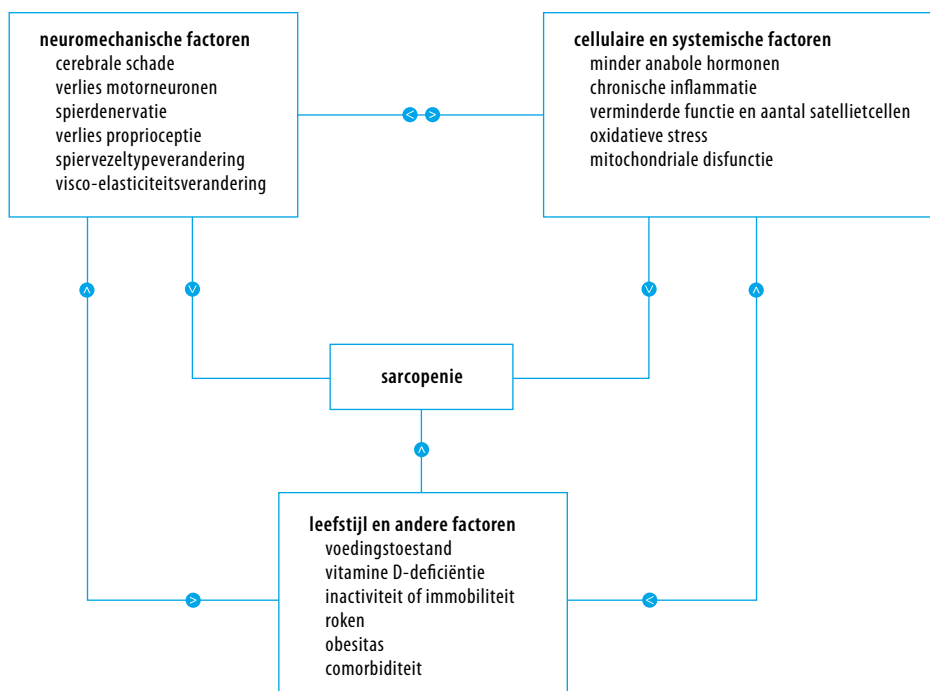 neuromechanische factoren
cerebrale schade
verlies motorneuronen
spierdenervatie
verlies proprioceptie
spiervezeltypeverandering
visco-elasticiteitsverandering
cellulaire en systemische factoren
minder anabole hormonen
chronische inflammatie
verminderde functie en aantal satellietcellen
oxidatieve stress
mitochondriale disfunctie
sarcopenie
leefstijl en andere factoren
voedingstoestand
vitamine D-deficiëntie
inactiviteit of immobiliteit
roken
obesitas
comorbiditeit